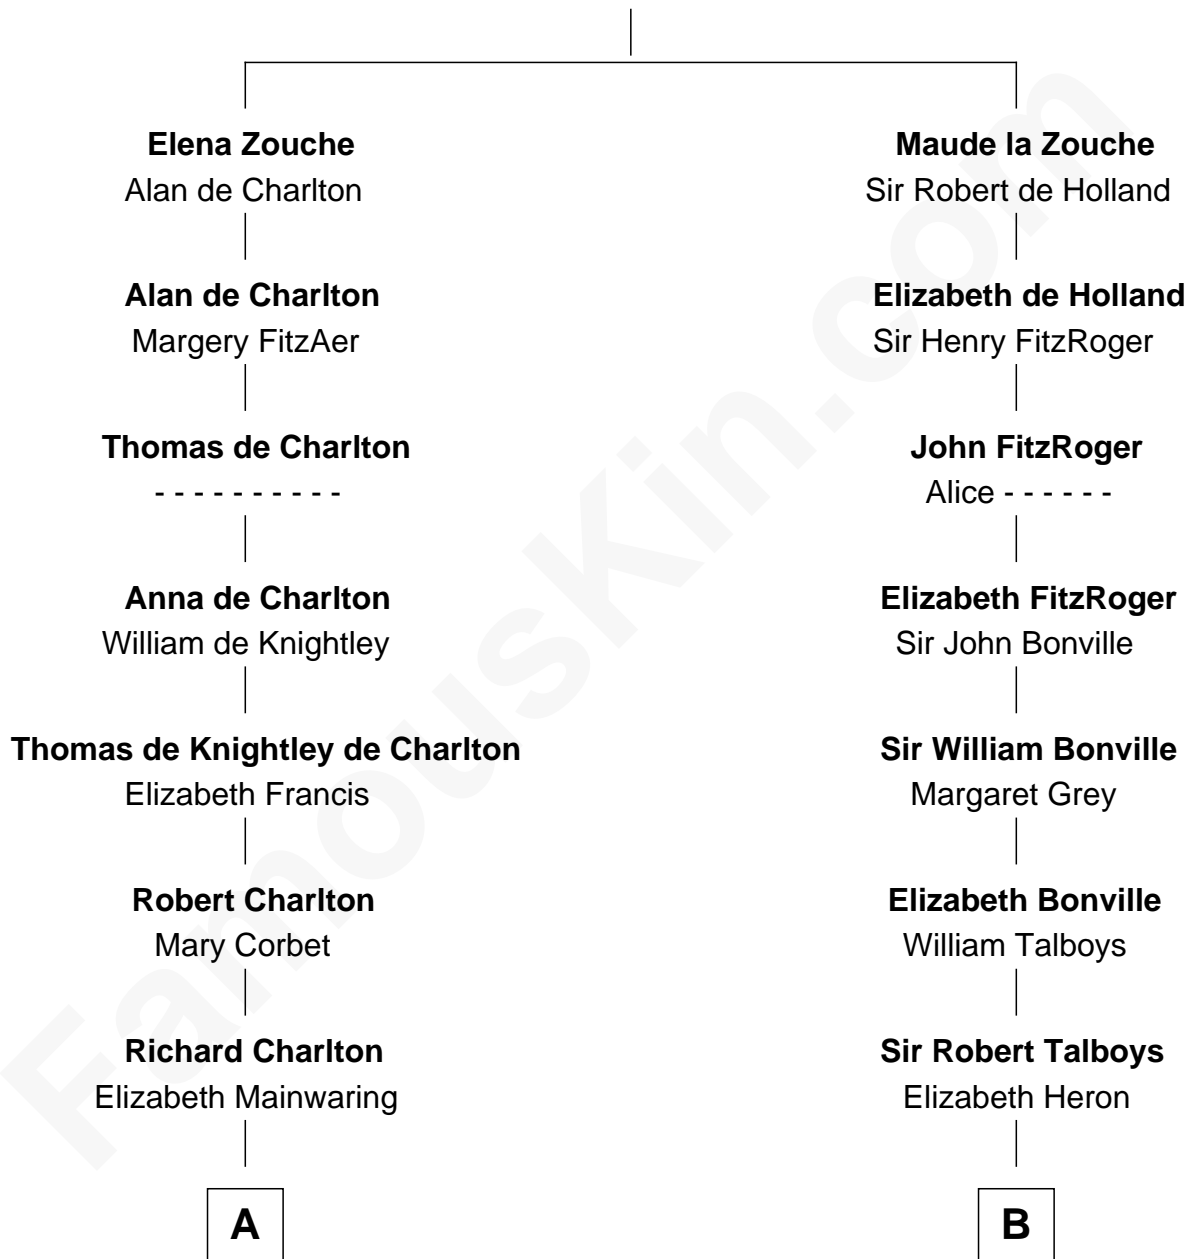 Elena Zouche
Alan de Charlton
Alan de Charlton
Margery FitzAer
Thomas de Charlton
- - - - - - - - - -
Anna de Charlton
William de Knightley
Thomas de Knightley de Charlton
Elizabeth Francis
Robert Charlton
Mary Corbet
Richard Charlton
Elizabeth Mainwaring
A
Maude la Zouche
Sir Robert de Holland
Elizabeth de Holland
Sir Henry FitzRoger
John FitzRoger
Alice - - - - - -
Elizabeth FitzRoger
Sir John Bonville
Sir William Bonville
Margaret Grey
Elizabeth Bonville
William Talboys
Sir Robert Talboys
Elizabeth Heron
B
FamousKin.com